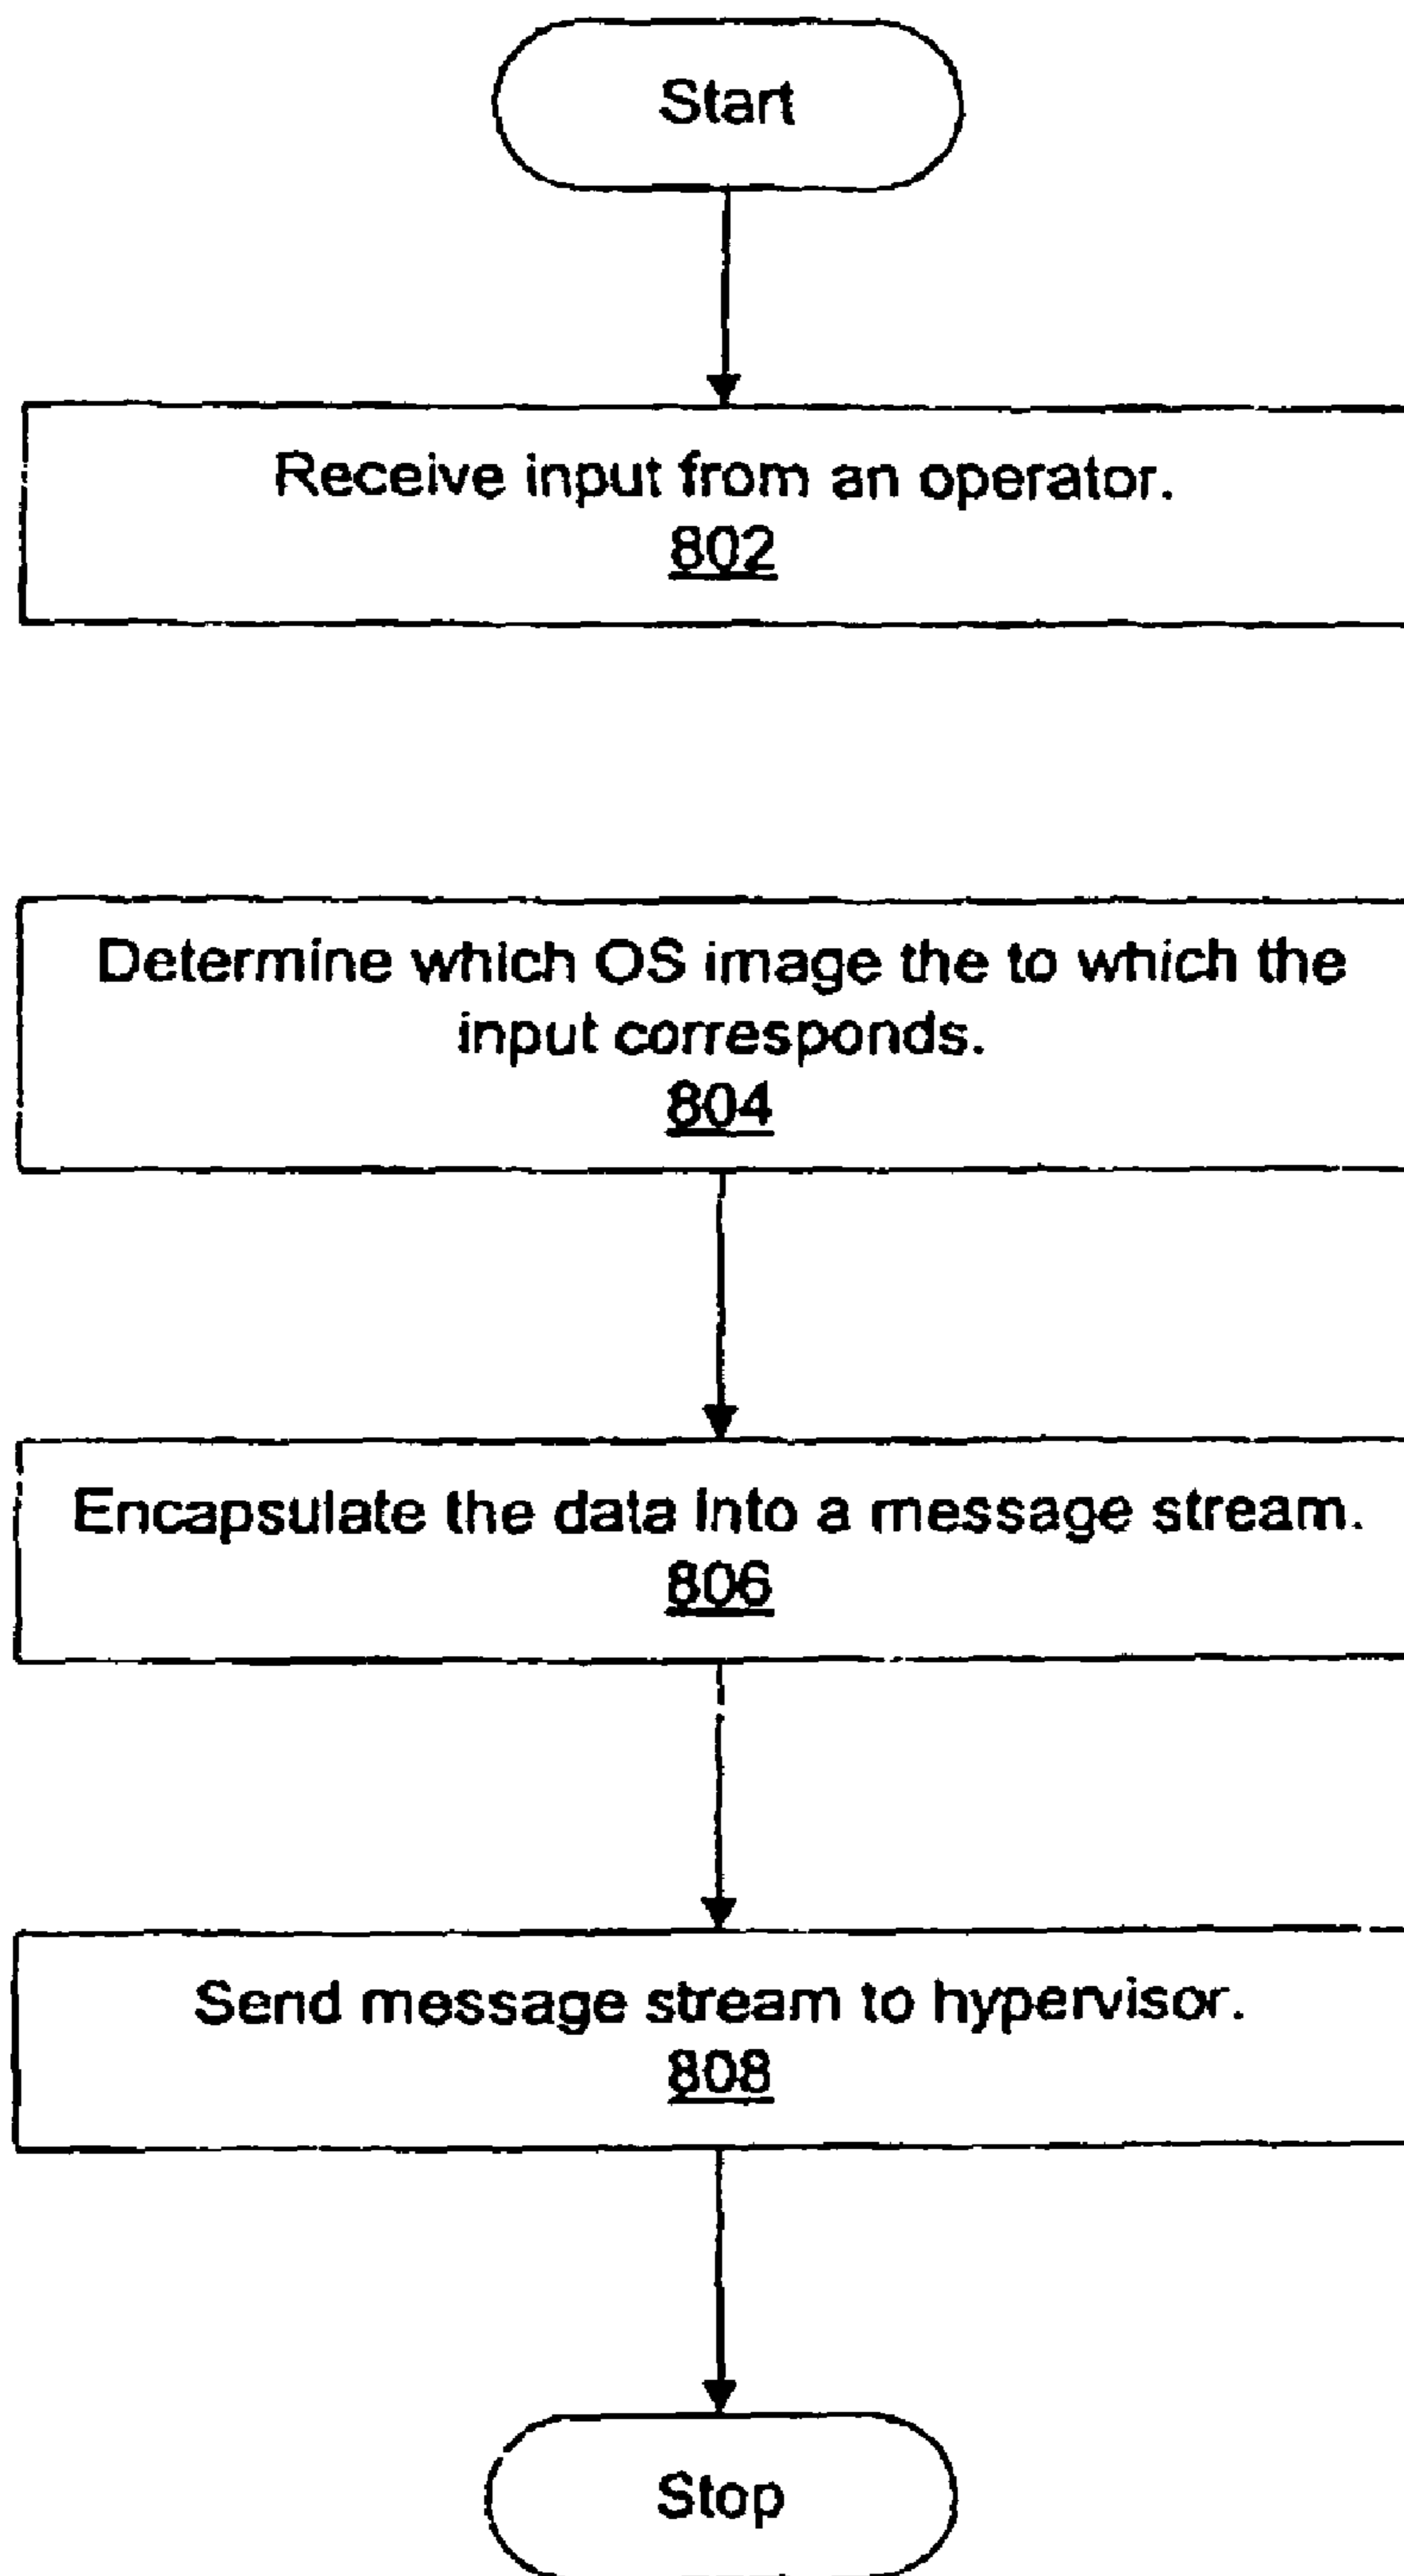 Start
Receive input from an operator.
802
Determine which OS image the to which the
input corresponds.
804
Encapsulate the data into a message stream.
806
Send message stream to hypervisor.
808
Stop